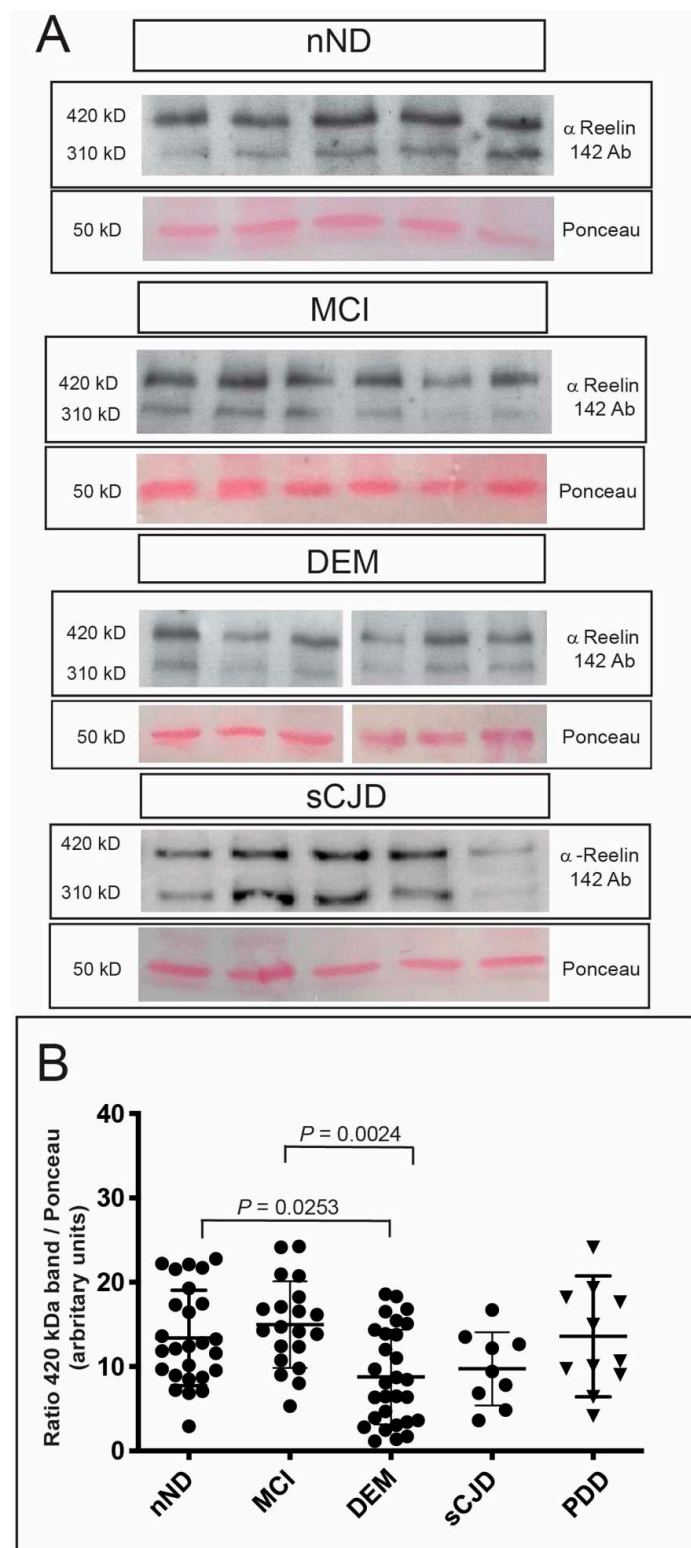 A
nND
420 kD
310 kD
α Reelin
142 Ab
50 kD
Ponceau
MCI
420 kD
310 kD
α Reelin
142 Ab
50 kD
Ponceau
DEM
420 kD
310 kD
α Reelin
142 Ab
50 kD
Ponceau
sCJD
420 kD
310 kD
α-Reelin
142 Ab
50 kD
Ponceau
B
Ratio 420 kDa band / Ponceau
(arbritary units)
40
30
20
10
0
P = 0.0024
P = 0.0253
nND
MCI
DEM
sCJD
PDD